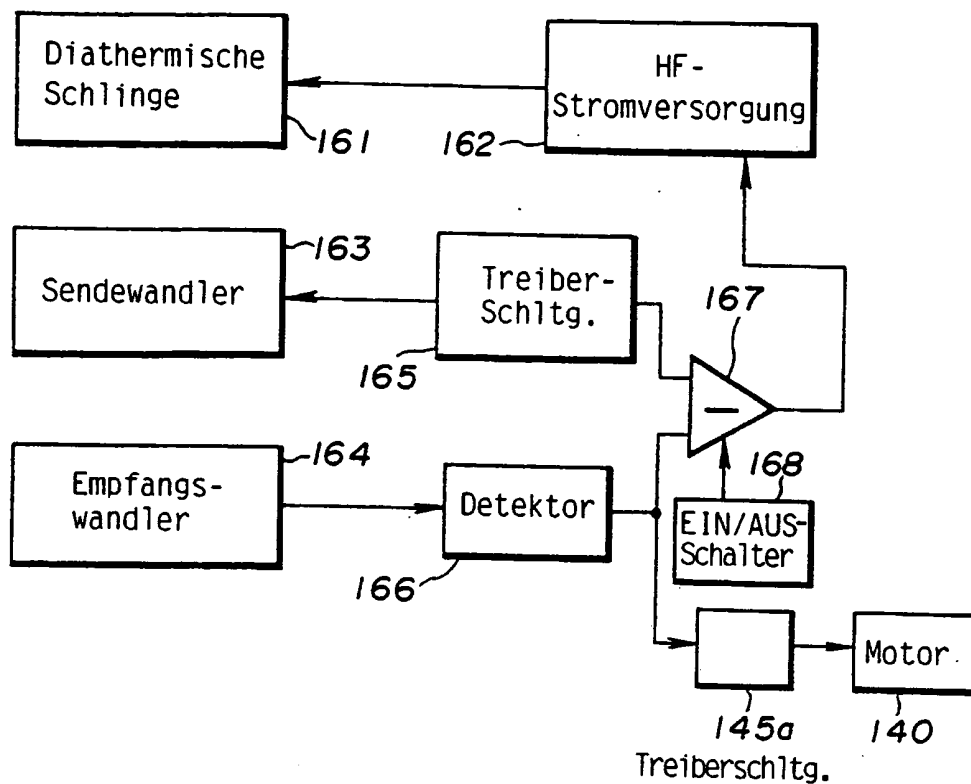 Diathermische
Schlinge
161
HF-
Stromversorgung
162
163
Sendewandler
Treiber-
Schltg.
165
167
164
Empfangs-
wandler
Detektor
166
168
EIN/AUS-
Schalter
Motor
145a
140
Treiberschltg.